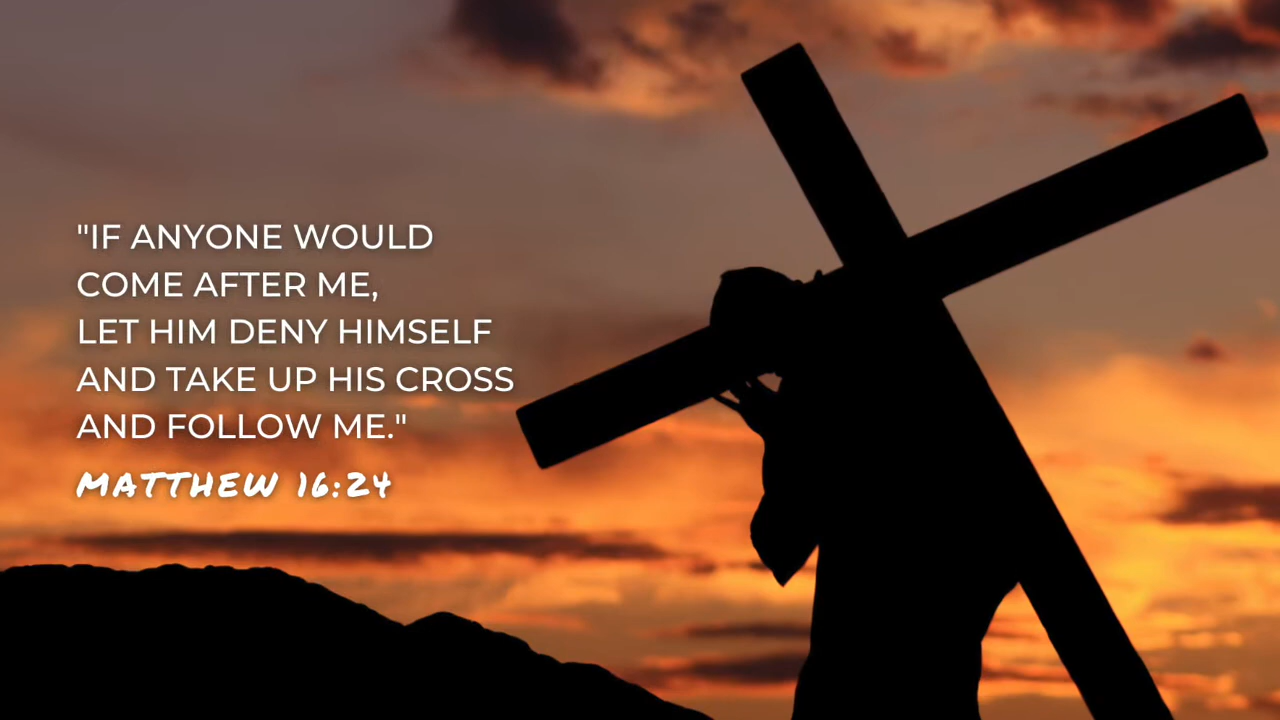 "IF ANYONE WOULD
COME AFTER ME,
LET HIM DENY HIMSELF
AND TAKE UP HIS CROSS
AND FOLLOW ME."
MATTHEW 16:24